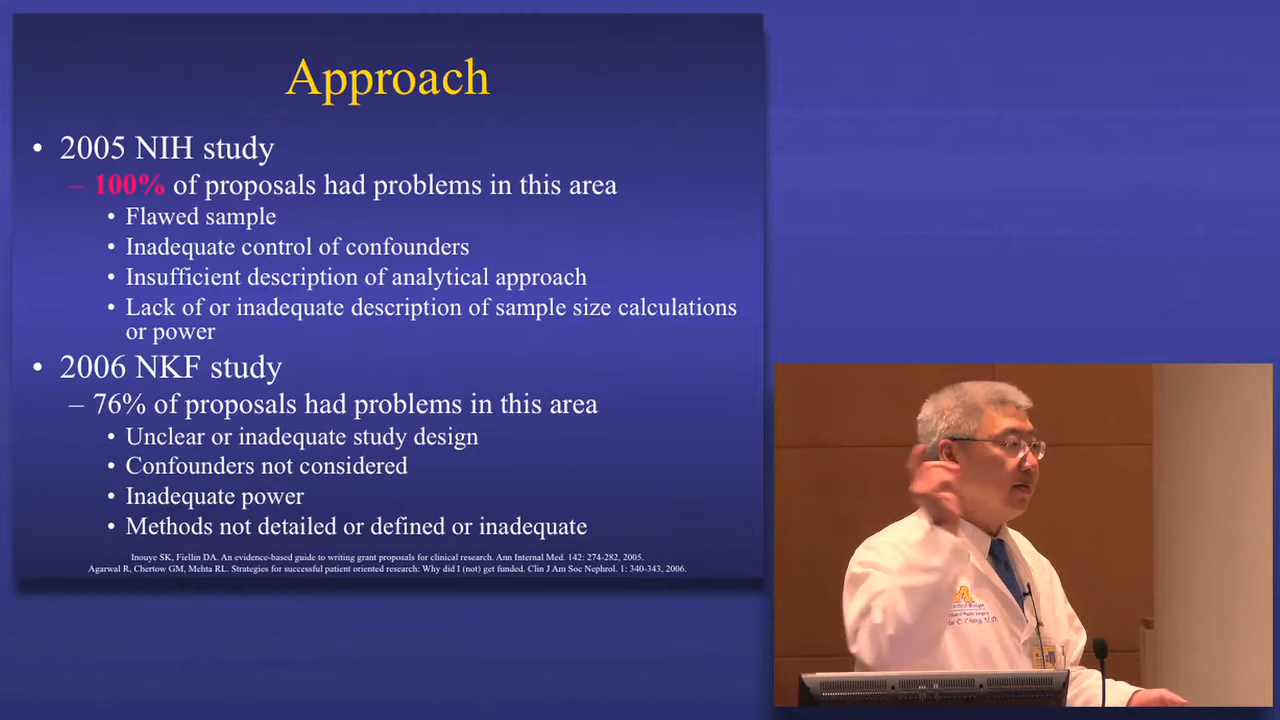 Approach
• 2005 NIH study
– 100% of proposals had problems in this area
• Flawed sample
• Inadequate control of confounders
• Insufficient description of analytical approach
• Lack of or inadequate description of sample size calculations
or power
• 2006 NKF study
– 76% of proposals had problems in this area
• Unclear or inadequate study design
• Confounders not considered
• Inadequate power
• Methods not detailed or defined or inadequate
Inouye SK, Fiellin DA. An evidence-based guide to writing grant proposals for clinical research. Ann Internal Med. 142: 274-282, 2005.
Agarwal R, Chertow GM, Mehta RL. Strategies for successful patient oriented research: Why did I (not) get funded. Clin J Am Soc Nephrol. 1: 340-343, 2006.
M